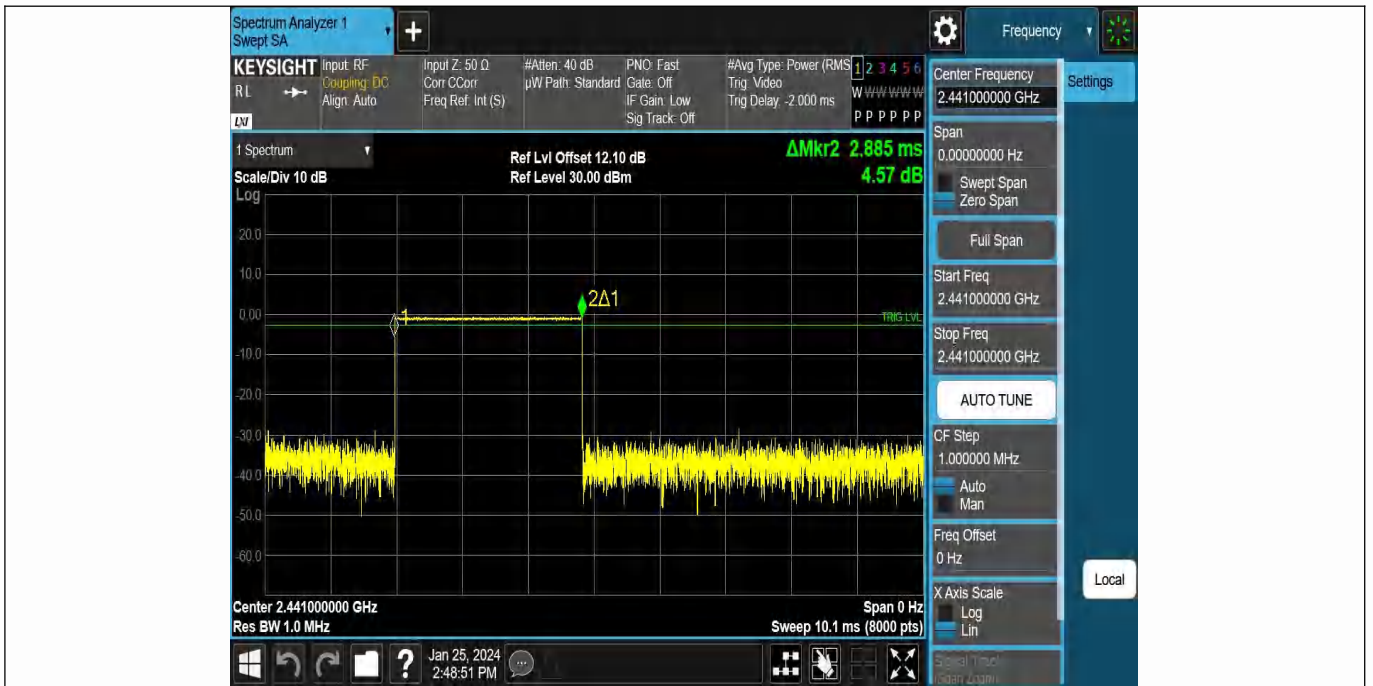 Spectrum Analyzer 1
Swept SA
+
Frequency
KEYSIGHT
RL
LXI
Input: RF
Coupling: DC
Align: Auto
Input Z: 50 Ω
Corr CCorr
Freq Ref: Int (S)
#Atten: 40 dB
µW Path: Standard
PNO: Fast
Gate: Off
IF Gain: Low
Sig Track: Off
#Avg Type: Power (RMS
Trig: Video
Trig Delay: -2.000 ms
1 2 3 4 5 6
W W W W W W
P P P P P P
Center Frequency
2.441000000 GHz
Settings
1 Spectrum
Scale/Div 10 dB
Log
Ref Lvl Offset 12.10 dB
Ref Level 30.00 dBm
ΔMkr2 2.885 ms
4.57 dB
Span
0.00000000 Hz
Swept Span
Zero Span
Full Span
Start Freq
2.441000000 GHz
Stop Freq
2.441000000 GHz
AUTO TUNE
CF Step
1.000000 MHz
Auto
Man
Freq Offset
0 Hz
X Axis Scale
Log
Lin
Signal Track
(Span Zoom)
Local
20.0
10.0
0.00
-10.0
-20.0
-30.0
-40.0
-50.0
-60.0
1
2Δ1
TRIG LVL
Center 2.441000000 GHz
Res BW 1.0 MHz
Span 0 Hz
Sweep 10.1 ms (8000 pts)
?
Jan 25, 2024
2:48:51 PM